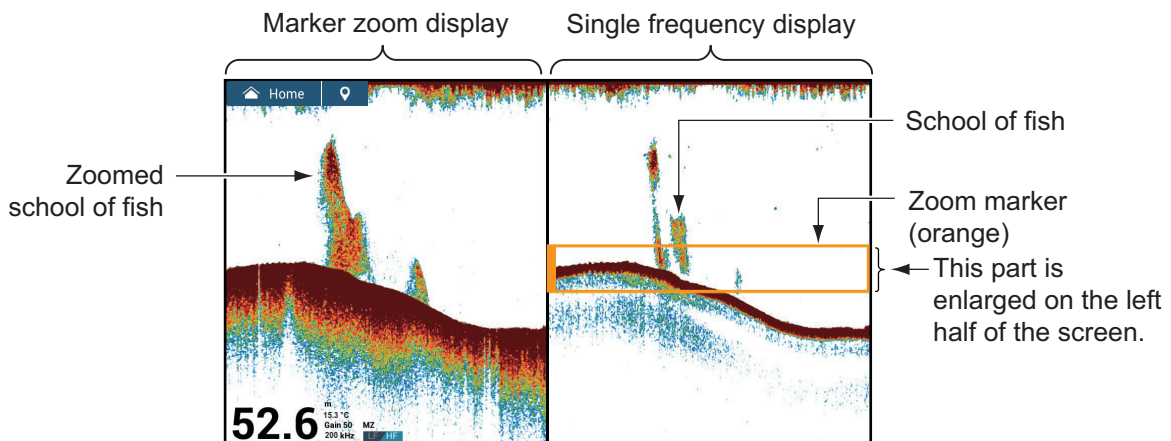 Marker zoom display
Single frequency display
Home
School of fish
Zoomed
school of fish
Zoom marker
(orange)
This part is
enlarged on the left
half of the screen.
52.6
m
15.3 °C
Gain 50 MZ
200 kHz LF HF